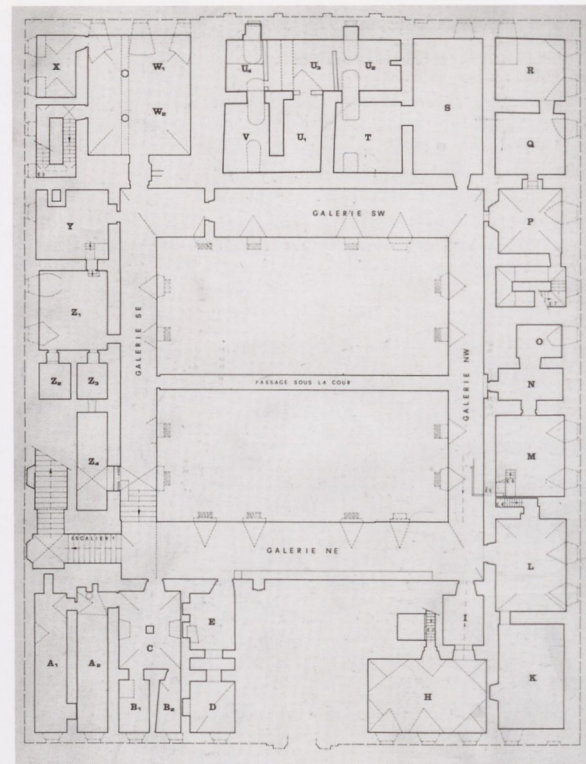 X
W₁
U₄
U₃
U₂
R
S
W₂
V
U₁
T
Q
Y
GALERIE SW
P
Z₁
GALERIE SE
PASSAGE SOUS LA COUR
GALERIE NW
O
Z₂
Z₃
N
Z₄
M
ESCALIER
GALERIE NE
L
A₁
A₂
C
E
I
B₁
B₂
D
H
K